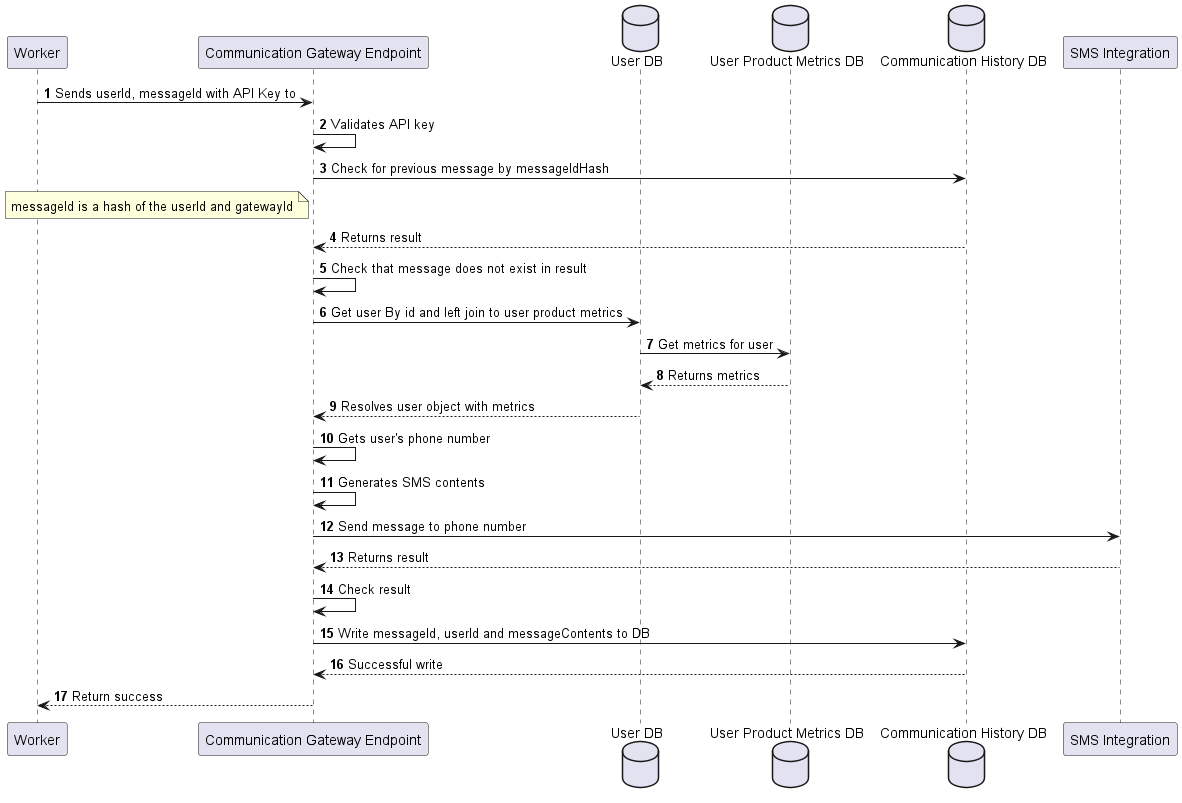 User DB
User Product Metrics DB
Communication History DB
Worker
Communication Gateway Endpoint
SMS Integration
1 Sends userId, messageId with API Key to
2 Validates API key
3 Check for previous message by messageIdHash
messageId is a hash of the userId and gatewayId
4 Returns result
5 Check that message does not exist in result
6 Get user By id and left join to user product metrics
7 Get metrics for user
8 Returns metrics
9 Resolves user object with metrics
10 Gets user's phone number
11 Generates SMS contents
12 Send message to phone number
13 Returns result
14 Check result
15 Write messageId, userId and messageContents to DB
16 Successful write
17 Return success
Worker
Communication Gateway Endpoint
User DB
User Product Metrics DB
Communication History DB
SMS Integration